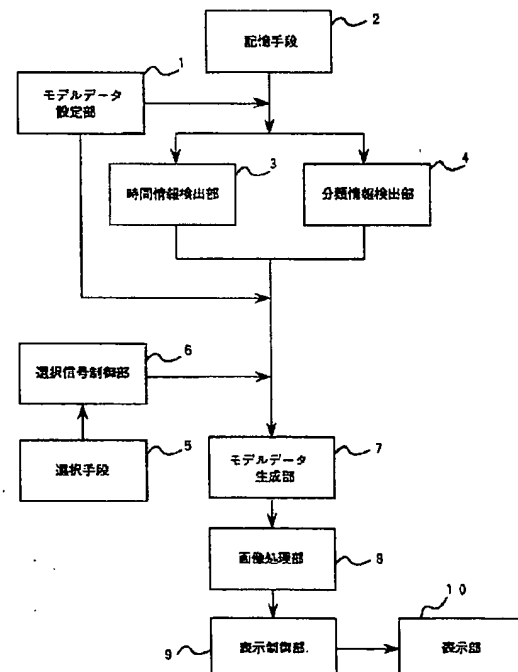 2
記憶手段
1
モデルデータ
設定部
3
時間情報検出部
4
分類情報検出部
6
選択信号制御部
5
選択手段
7
モデルデータ
生成部
8
画像処理部
9
表示制御部
10
表示部